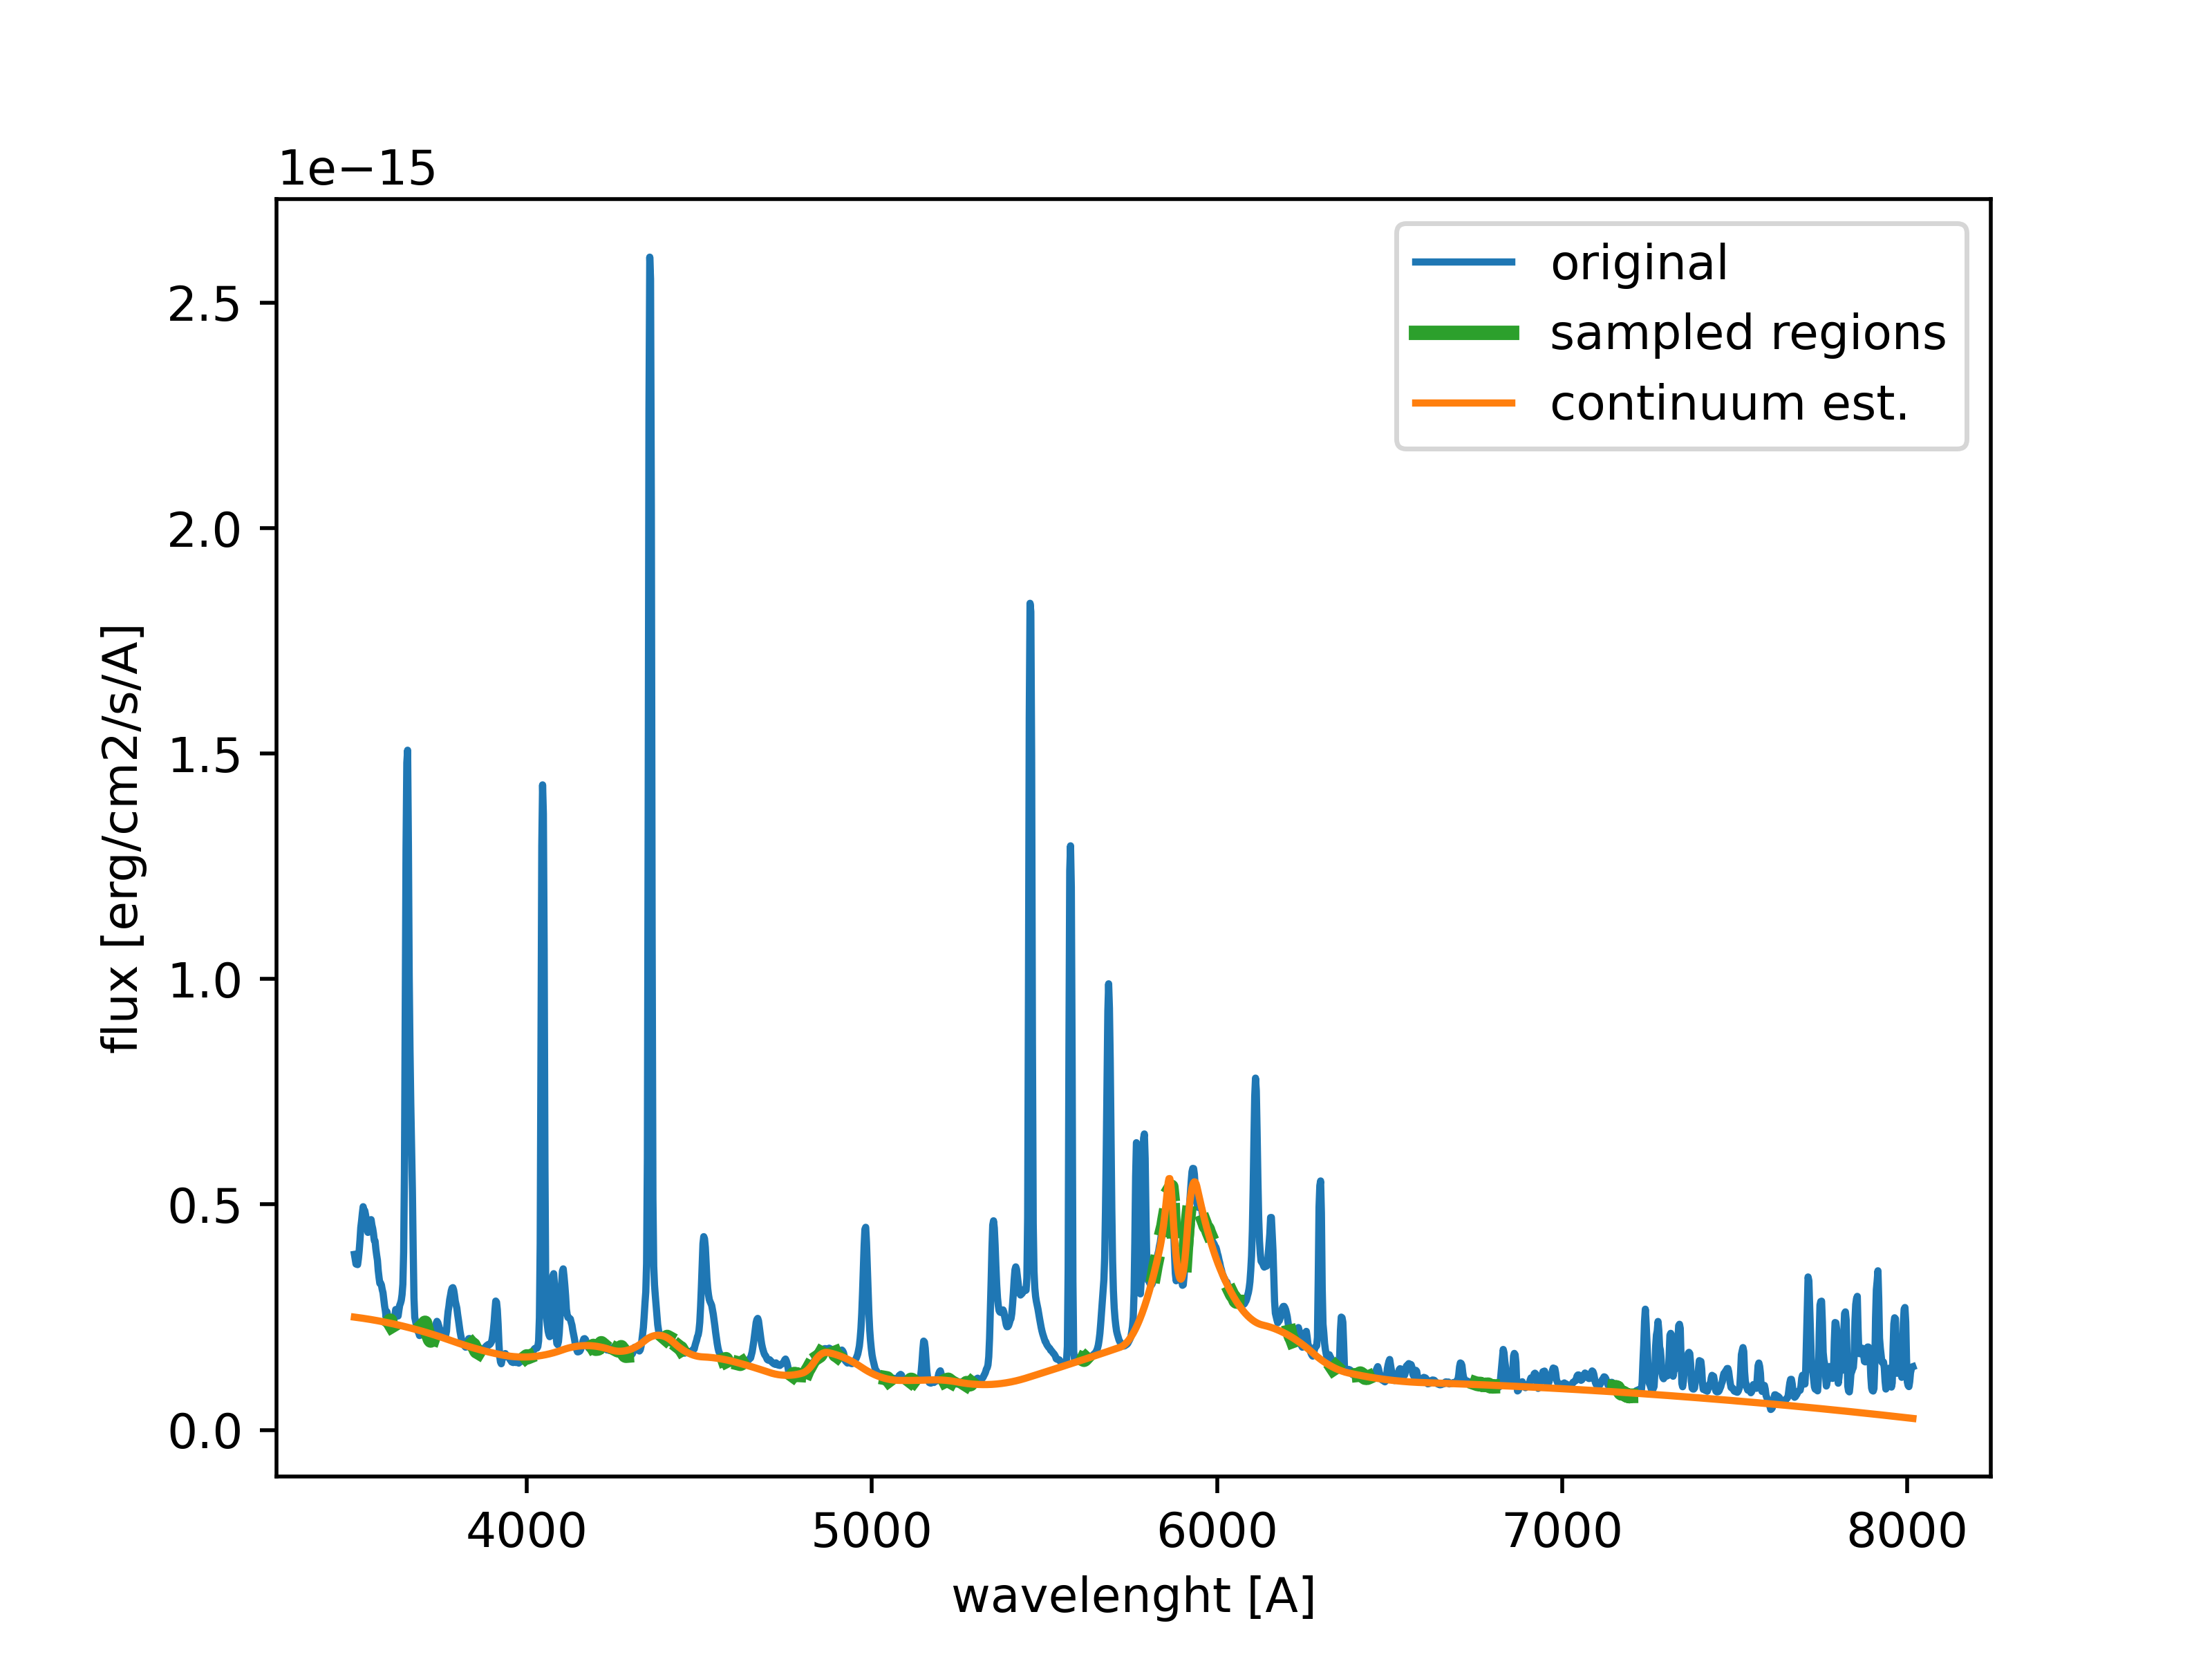 1e−15
original
sampled regions
continuum est.
2.5
2.0
1.5
1.0
0.5
0.0
flux [erg/cm2/s/A]
4000 5000 6000 7000 8000
wavelenght [A]